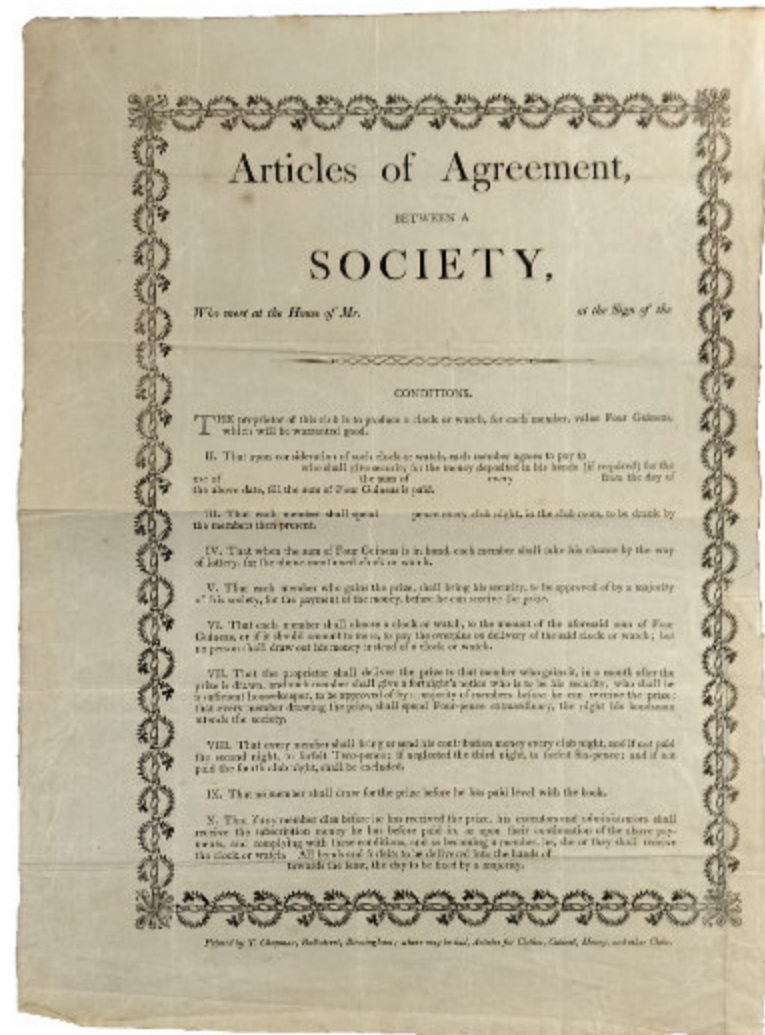 Articles of Agreement,
BETWEEN A
SOCIETY,
Who meet at the House of Mr. at the Sign of the
CONDITIONS.
THE proprietor of this club is to produce a clock or watch, for each member, value Four Guineas,
which will be warranted good.
II. That upon consideration of such clock or watch, each member agrees to pay to
who shall give security for the money deposited in his hands (if required) for the
use of the sum of every from the day of
the above date, till the sum of Four Guineas is paid.
III. That each member shall spend pence every club night, in the club room, to be drank by
the members then present.
IV. That when the sum of Four Guineas is in hand, each member shall take his chance by the way
of lottery, for the above mentioned clock or watch.
V. That each member who gains the prize, shall bring his security, to be approved of by a majority
of his society, for the payment of the money, before he can receive the prize.
VI. That each member shall choose a clock or watch, to the amount of the aforesaid sum of Four
Guineas, or if it should amount to more, to pay the overplus on delivery of the said clock or watch; but
no person shall draw out his money instead of a clock or watch.
VII. That the proprietor shall deliver the prize to that member who gains it, in a month after the
prize is drawn, and each member shall give a fortnight's notice who is to be his security, who shall be
a sufficient housekeeper, to be approved of by a majority of members before he can receive the prize;
that every member drawing the prize, shall spend Four-pence extraordinary, the night his bondsman
attends the society.
VIII. That every member shall bring or send his contribution money every club night, and if not paid
the second night, to forfeit Two-pence; if neglected the third night, to forfeit Six-pence; and if not
paid the fourth club night, shall be excluded.
IX. That no member shall draw for the prize before he has paid level with the book.
X. That if any member dies before he has received the prize, his executors and administrators shall
receive the subscription money he has before paid in, or upon their continuation of the above pay-
ments, and complying with these conditions, and so becoming a member, he, she or they shall receive
the clock or watch. All to be delivered into the hands of
towards the feast, the day to be fixed by a majority.
Printed by T. Chapman, Bullstreet, Birmingham; where may be had, Articles for Clothes, Cabinet, Money, and other Clubs.